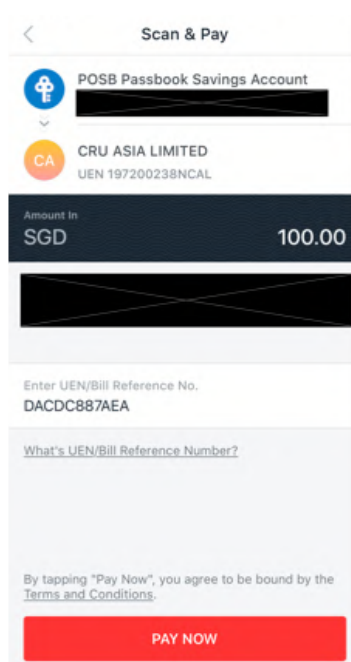 Scan & Pay
POSB Passbook Savings Account
CA
CRU ASIA LIMITED
UEN 197200238NCAL
Amount In
SGD 100.00
Enter UEN/Bill Reference No.
DACDC887AEA
What's UEN/Bill Reference Number?
By tapping "Pay Now", you agree to be bound by the
Terms and Conditions.
PAY NOW